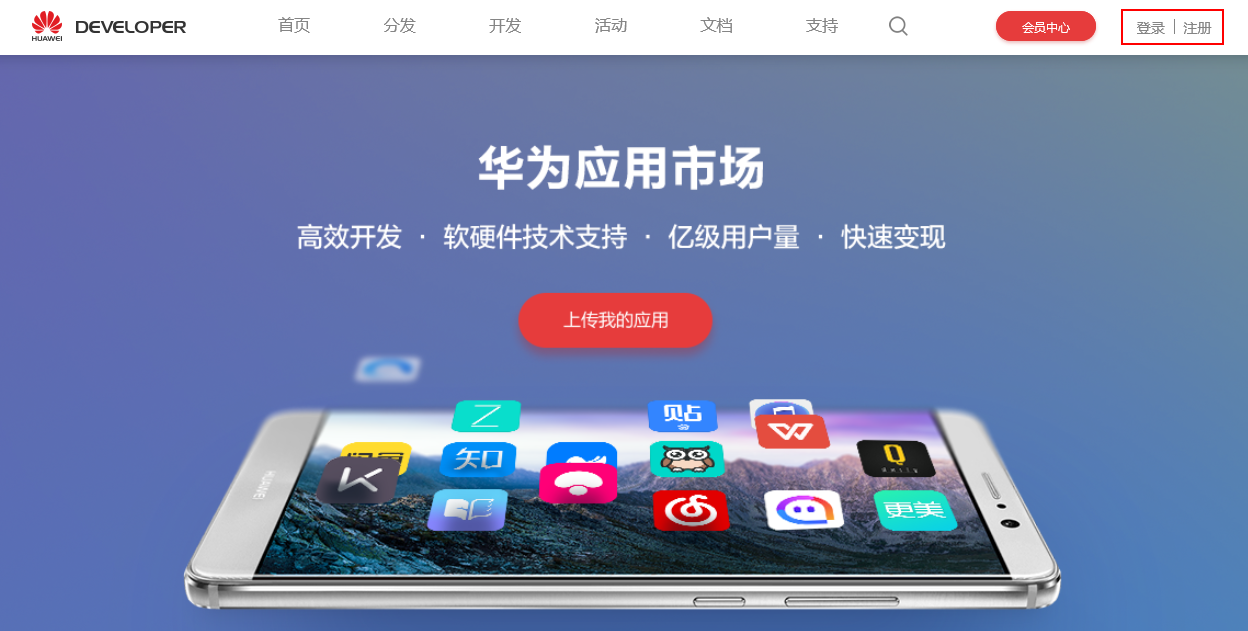 HUAWEI DEVELOPER 首页 分发 开发 活动 文档 支持 会员中心 登录 | 注册
华为应用市场
高效开发 · 软硬件技术支持 · 亿级用户量 · 快速变现
上传我的应用
贴
知乎
Q
更美
HUAWEI